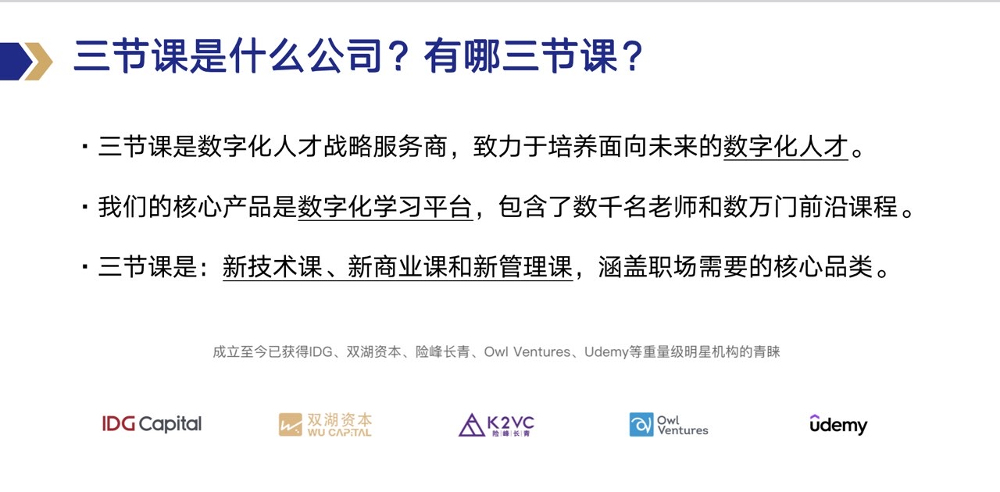 三节课是什么公司？有哪三节课？
· 三节课是数字化人才战略服务商，致力于培养面向未来的数字化人才。
· 我们的核心产品是数字化学习平台，包含了数千名老师和数万门前沿课程。
· 三节课是：新技术课、新商业课和新管理课，涵盖职场需要的核心品类。
成立至今已获得IDG、双湖资本、险峰长青、Owl Ventures、Udemy等重量级明星机构的青睐
IDG Capital
双湖资本
WU CAPITAL
K2VC
险|峰|长|青
Owl
Ventures
udemy